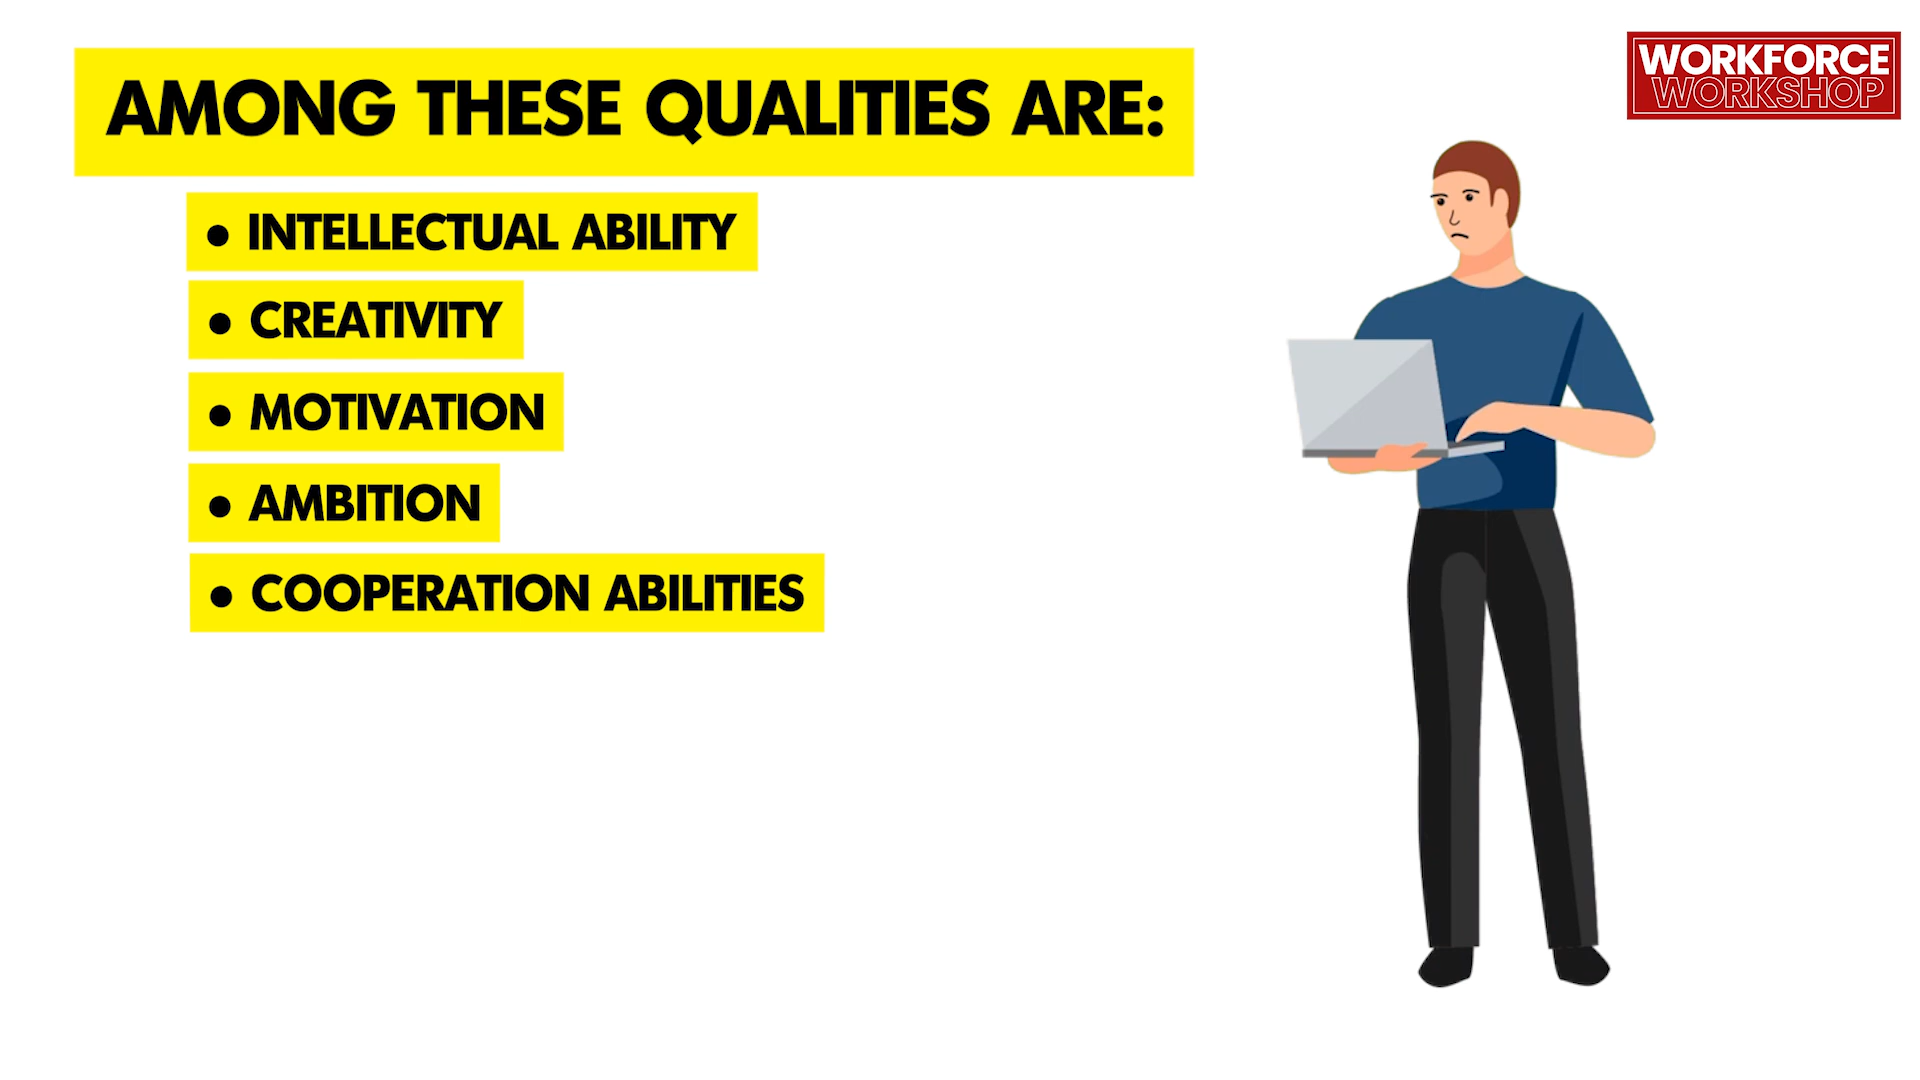 AMONG THESE QUALITIES ARE:
• INTELLECTUAL ABILITY
• CREATIVITY
• MOTIVATION
• AMBITION
• COOPERATION ABILITIES
WORKFORCE
WORKSHOP